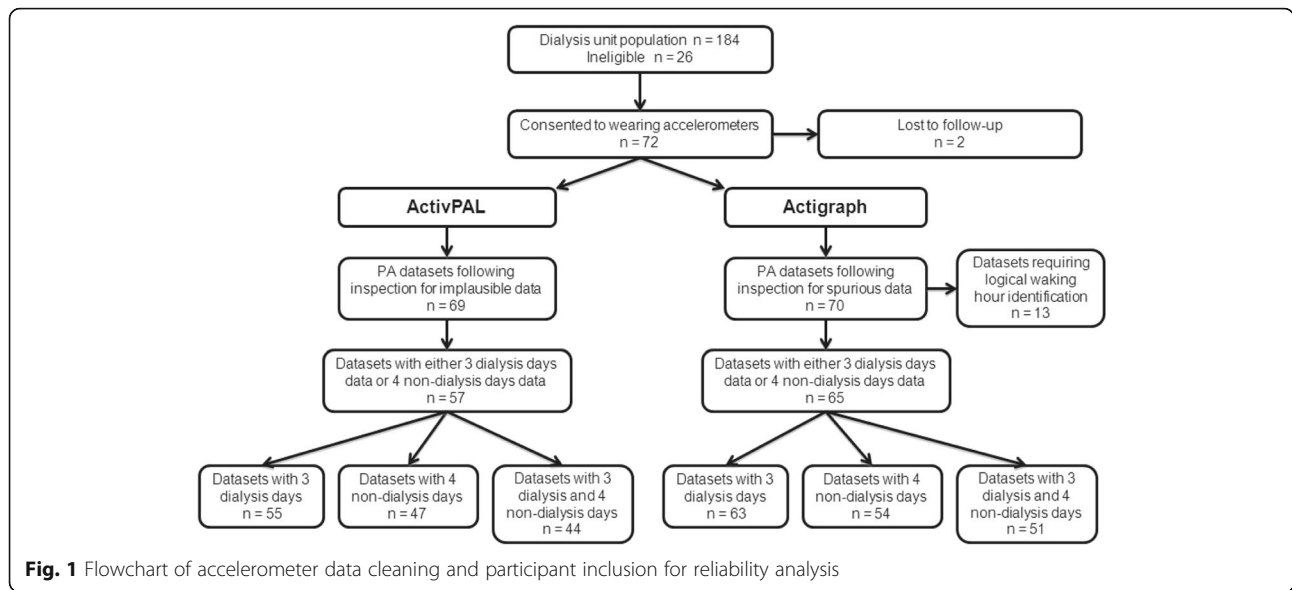 Dialysis unit population n = 184
Ineligible n = 26
Consented to wearing accelerometers
n = 72
Lost to follow-up
n = 2
ActivPAL
Actigraph
PA datasets following
inspection for implausible data
n = 69
PA datasets following
inspection for spurious data
n = 70
Datasets requiring
logical waking
hour identification
n = 13
Datasets with either 3 dialysis days
data or 4 non-dialysis days data
n = 57
Datasets with either 3 dialysis days
data or 4 non-dialysis days data
n = 65
Datasets with 3
dialysis days
n = 55
Datasets with 4
non-dialysis days
n = 47
Datasets with 3
dialysis and 4
non-dialysis days
n = 44
Datasets with 3
dialysis days
n = 63
Datasets with 4
non-dialysis days
n = 54
Datasets with 3
dialysis and 4
non-dialysis days
n = 51
Fig. 1 Flowchart of accelerometer data cleaning and participant inclusion for reliability analysis